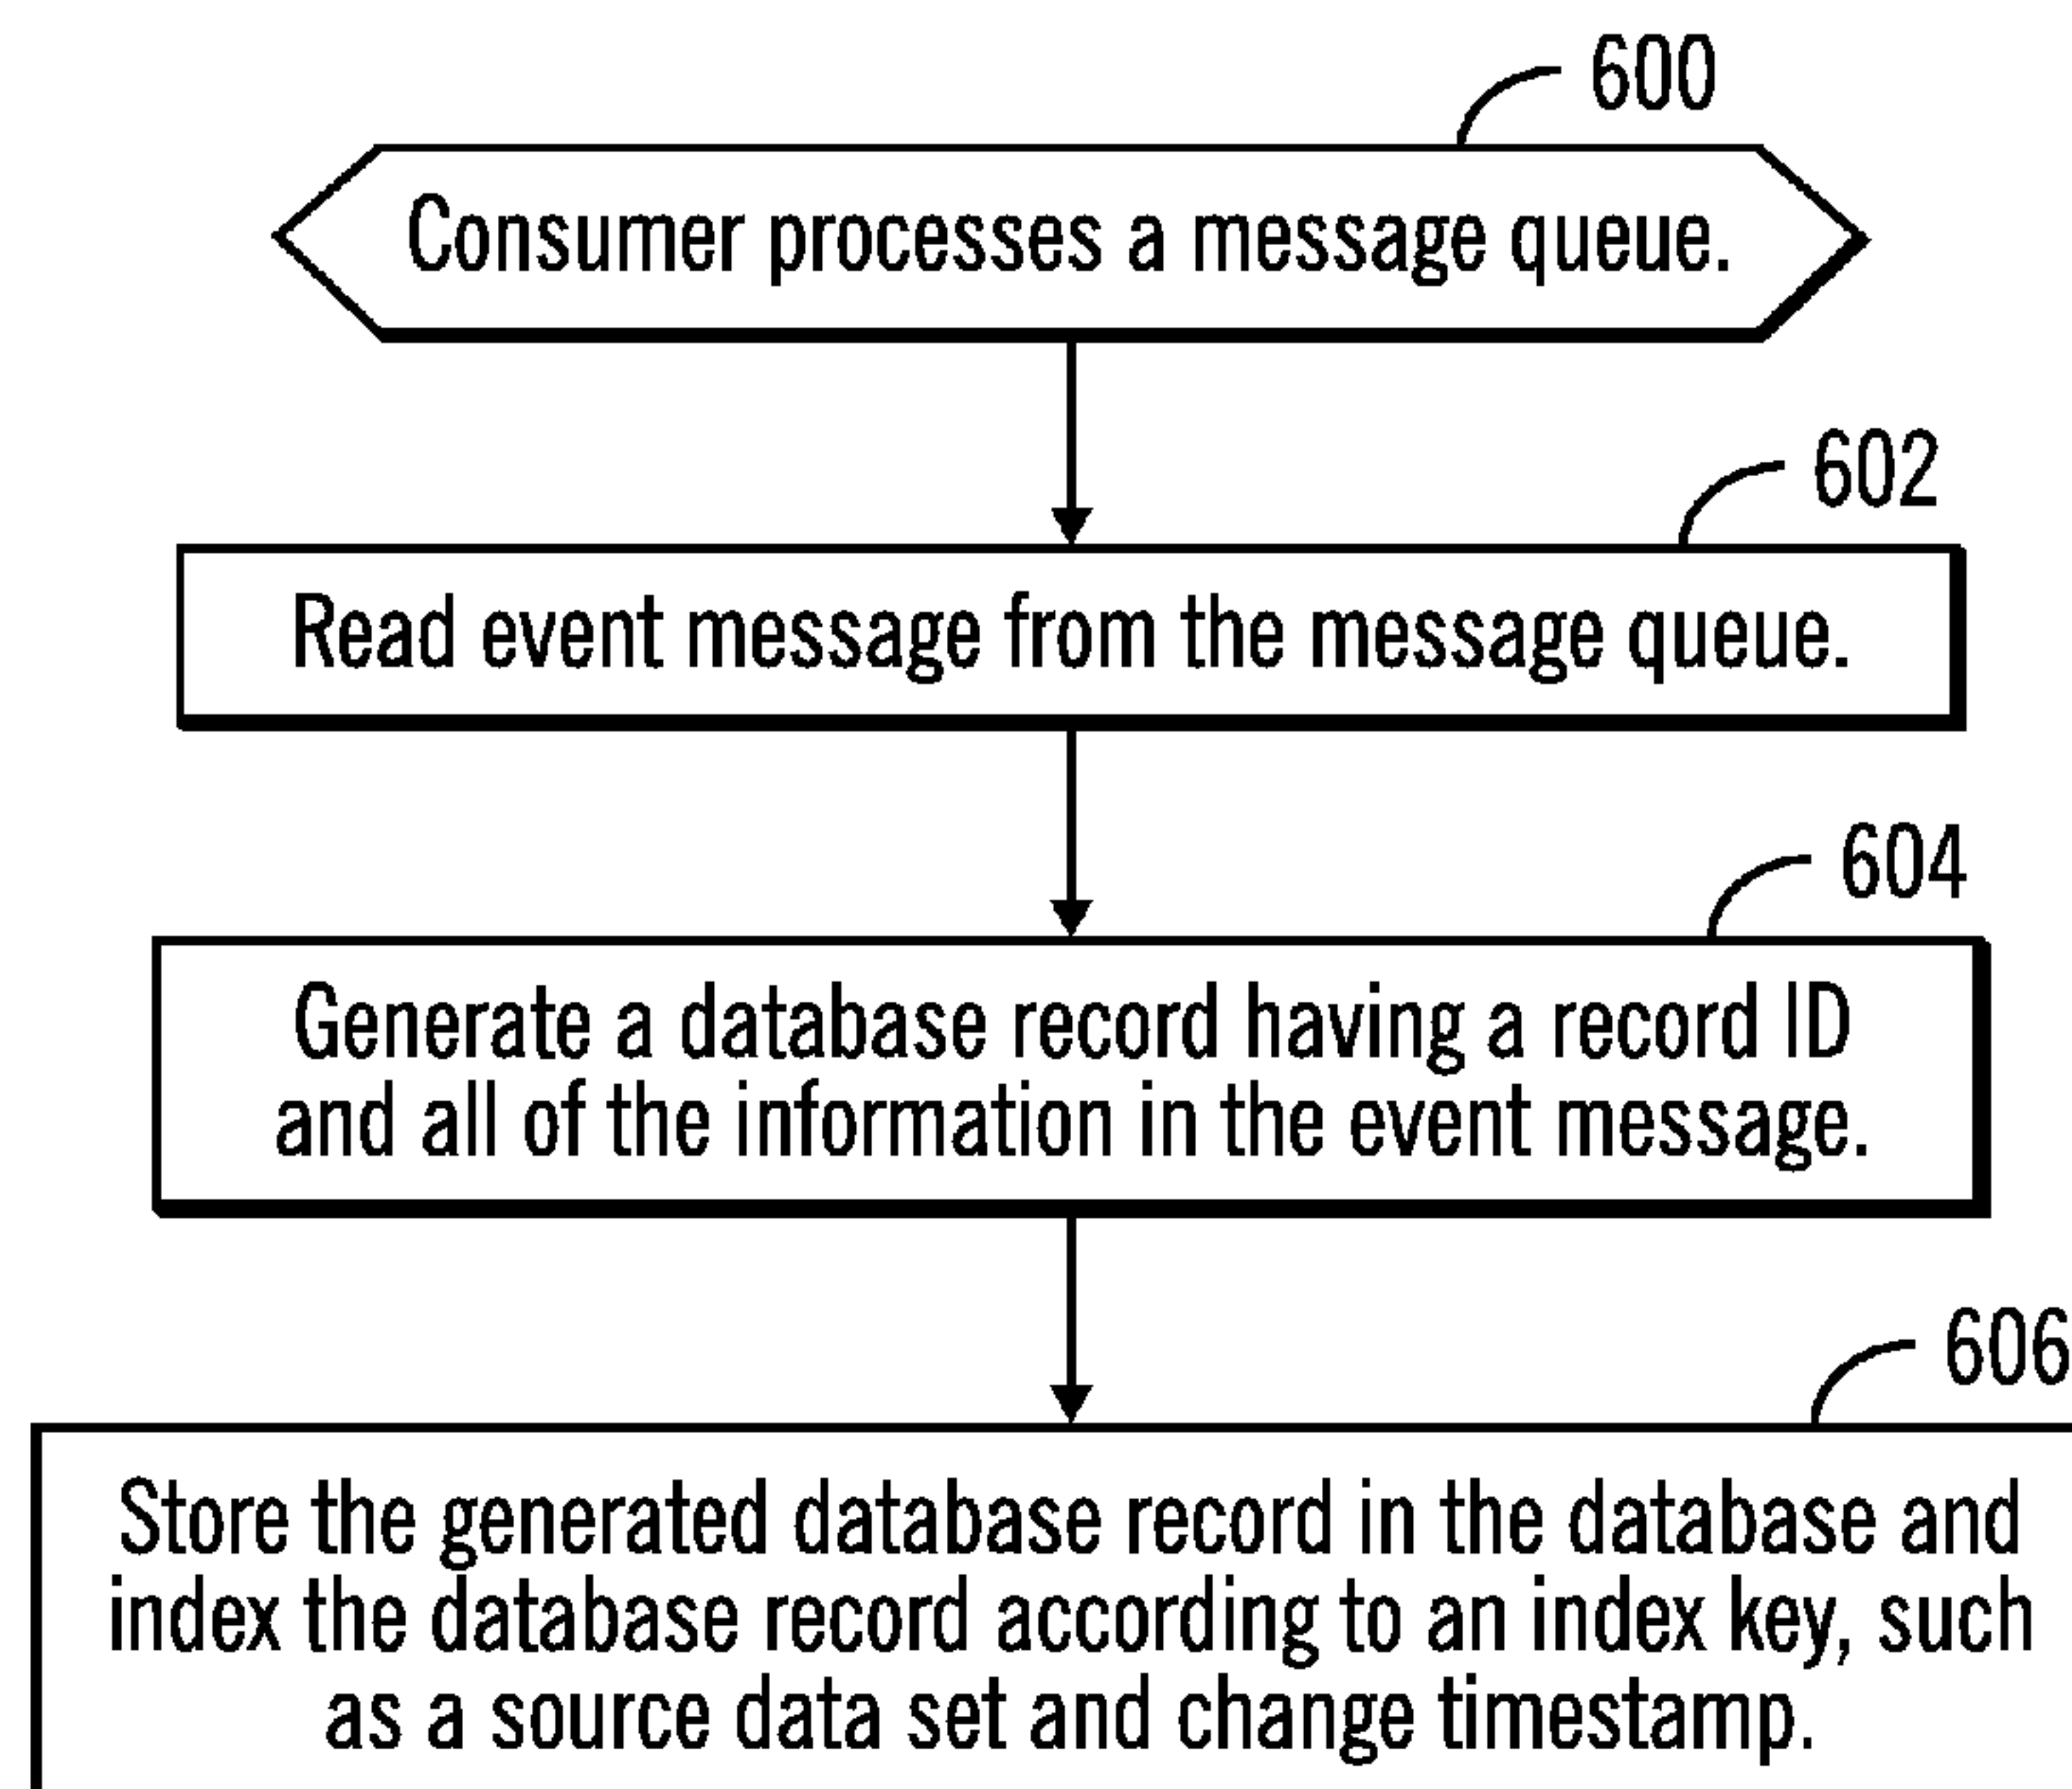 600
Consumer processes a message queue.
602
Read event message from the message queue.
604
Generate a database record having a record ID
and all of the information in the event message.
606
Store the generated database record in the database and
index the database record according to an index key, such
as a source data set and change timestamp.